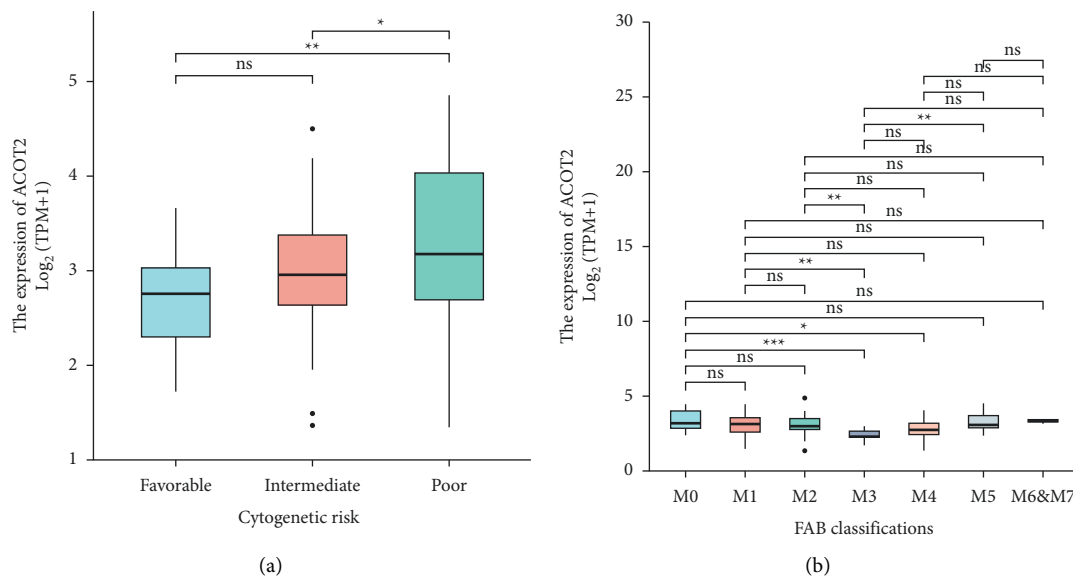 *
**
ns
5
4
3
2
1
The expression of ACOT2
Log₂ (TPM+1)
Favorable
Intermediate
Poor
Cytogenetic risk
(a)
30
25
20
15
10
5
0
The expression of ACOT2
Log₂ (TPM+1)
ns
ns
ns
ns
**
ns
ns
ns
ns
**
ns
ns
ns
**
ns
ns
ns
*
***
ns
ns
M0
M1
M2
M3
M4
M5
M6&M7
FAB classifications
(b)